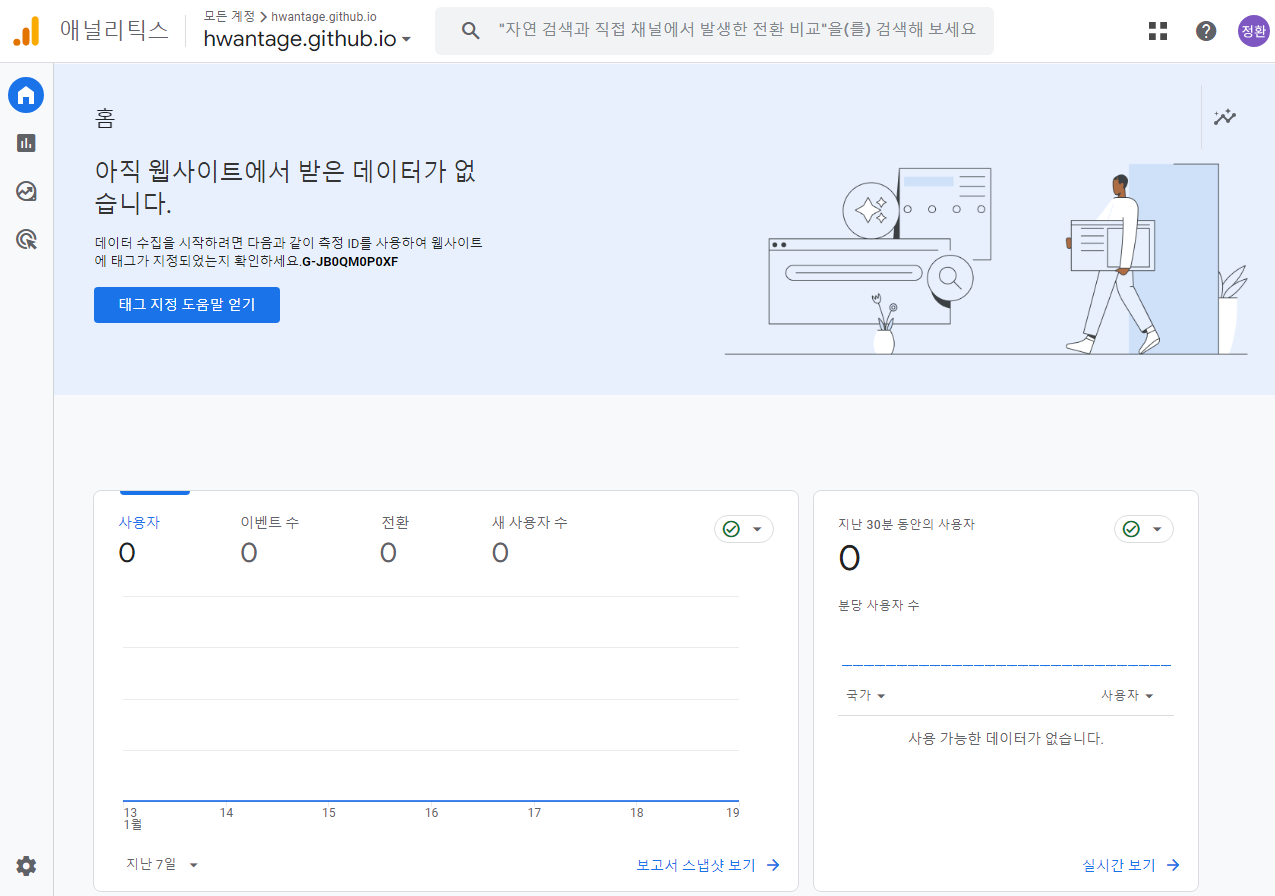 애널리틱스
모든 계정 > hwantage.github.io
hwantage.github.io
"자연 검색과 직접 채널에서 발생한 전환 비교"을(를) 검색해 보세요
정환
홈
아직 웹사이트에서 받은 데이터가 없
습니다.
데이터 수집을 시작하려면 다음과 같이 측정 ID를 사용하여 웹사이트
에 태그가 지정되었는지 확인하세요.G-JB0QM0P0XF
태그 지정 도움말 얻기
사용자 이벤트 수 전환 새 사용자 수
0 0 0 0
13 14 15 16 17 18 19
1월
지난 7일 보고서 스냅샷 보기
지난 30분 동안의 사용자
0
분당 사용자 수
국가 사용자
사용 가능한 데이터가 없습니다.
실시간 보기